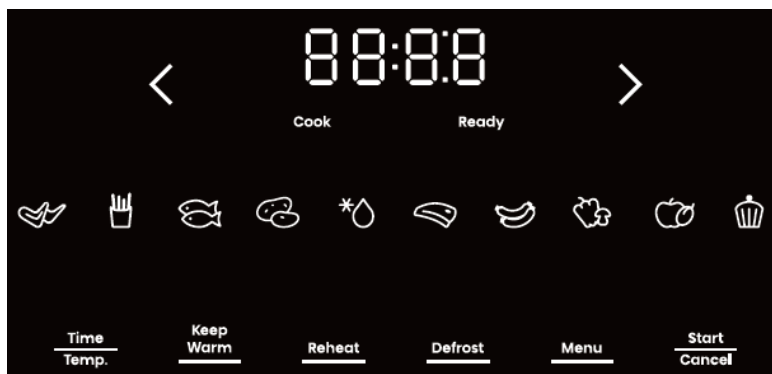 88:8.8
Cook Ready
Keep
Time Warm Reheat Defrost Menu Start
Temp. Cancel